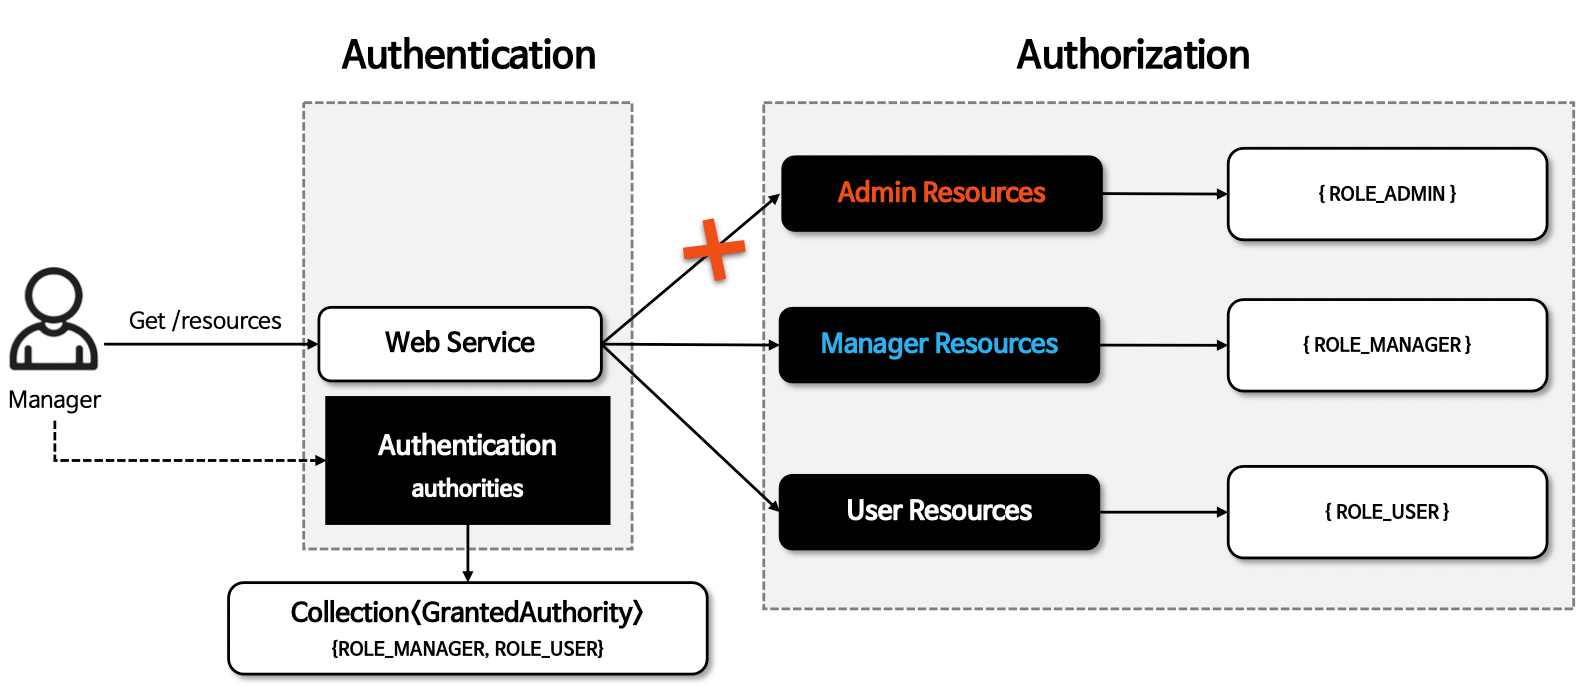 Authentication
Authorization
Get /resources
Manager
Web Service
Authentication
authorities
Collection⟨GrantedAuthority⟩
{ROLE_MANAGER, ROLE_USER}
Admin Resources
{ ROLE_ADMIN }
Manager Resources
{ ROLE_MANAGER }
User Resources
{ ROLE_USER }